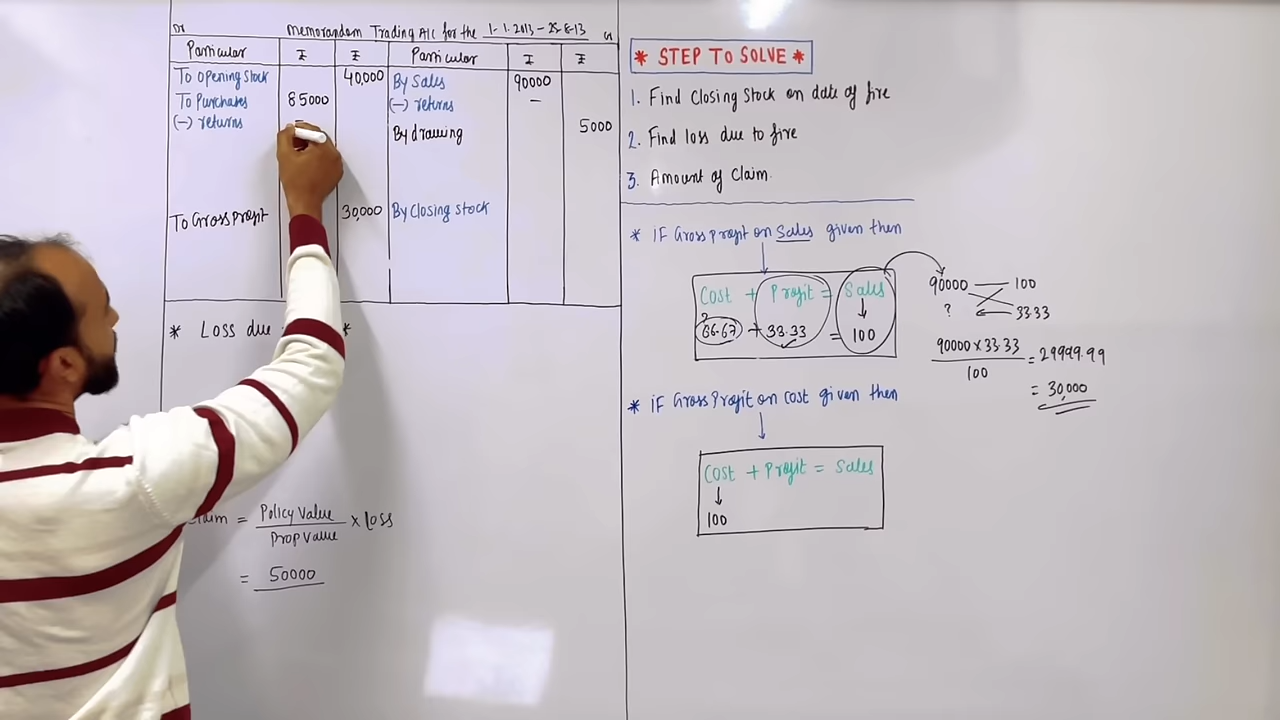 Dr Memorandom Trading A/C for the 1-1.2013 - 25-8-13 Cr
Particular ₹ ₹ Particular ₹ ₹
To opening stock 40,000 By Sales 90000
To Purchases 85000 (-) returns -
(-) returns - By drawing 5000
To Gross profit 30,000 By Closing stock
* Loss due *
= Policy Value / Prop Value x Loss
= 50000
* STEP TO SOLVE *
1. Find Closing Stock on date of fire
2. Find loss due to fire
3. Amount of Claim.
* IF Gross profit on Sales given then
Cost + Profit = Sales
?
66.67 + 33.33 = 100
90000 100
? 33.33
90000 x 33.33 / 100 = 29999.99
= 30,000
* IF Gross Profit on cost given then
Cost + Profit = Sales
100